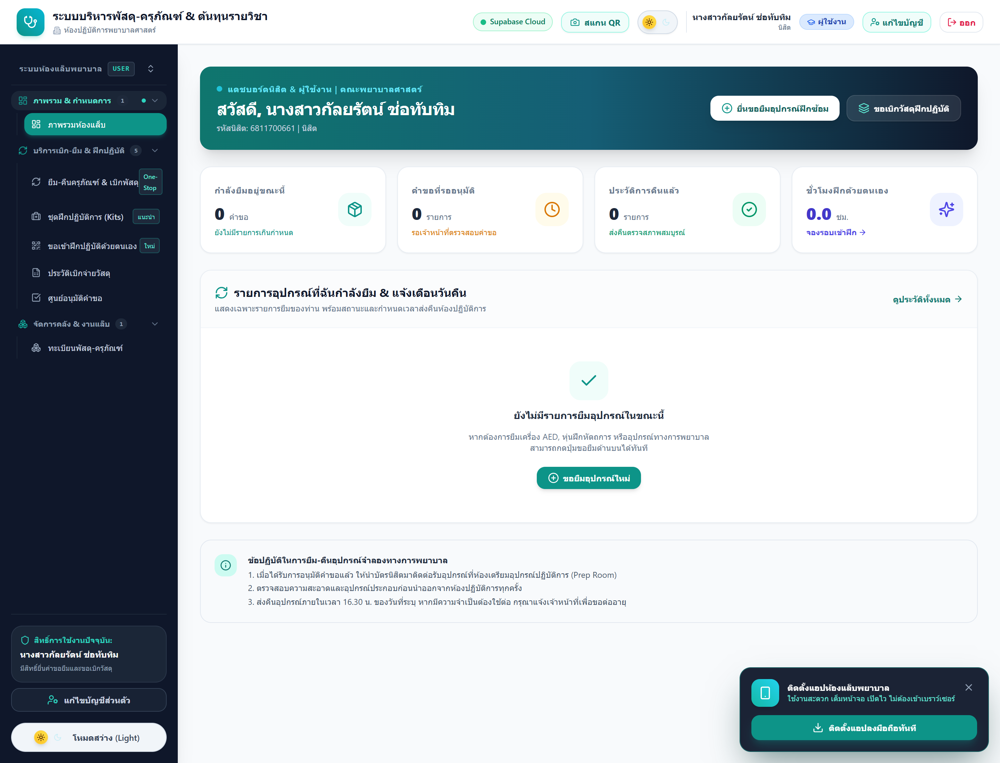 ระบบบริหารพัสดุ-ครุภัณฑ์ & ต้นทุนรายวิชา
ห้องปฏิบัติการพยาบาลศาสตร์
Supabase Cloud
สแกน QR
นางสาวกัลยรัตน์ ช่อทับทิม
นิสิต
ผู้ใช้งาน
แก้ไขบัญชี
ออก
ระบบห้องแล็บพยาบาล USER
ภาพรวม & กำหนดการ 1
ภาพรวมห้องแล็บ
บริการเบิก-ยืม & ฝึกปฏิบัติ 5
ยืม-คืนครุภัณฑ์ & เบิกพัสดุ One-Stop
ชุดฝึกปฏิบัติการ (Kits) แนะนำ
ขอเข้าฝึกปฏิบัติด้วยตนเอง ใหม่
ประวัติเบิกจ่ายวัสดุ
ศูนย์อนุมัติคำขอ
จัดการคลัง & งานแล็บ 1
ทะเบียนพัสดุ-ครุภัณฑ์
สิทธิ์การใช้งานปัจจุบัน:
นางสาวกัลยรัตน์ ช่อทับทิม
มีสิทธิ์ยื่นคำขอยืมและขอเบิกวัสดุ
แก้ไขบัญชีส่วนตัว
โหมดสว่าง (Light)
แดชบอร์ดนิสิต & ผู้ใช้งาน | คณะพยาบาลศาสตร์
สวัสดี, นางสาวกัลยรัตน์ ช่อทับทิม
รหัสนิสิต: 6811700661 | นิสิต
ยื่นขอยืมอุปกรณ์ฝึกซ้อม
ขอเบิกวัสดุฝึกปฏิบัติ
กำลังยืมอยู่ขณะนี้
0 คำขอ
ยังไม่มีรายการเกินกำหนด
คำขอที่รออนุมัติ
0 รายการ
รอเจ้าหน้าที่ตรวจสอบคำขอ
ประวัติการคืนแล้ว
0 รายการ
ส่งคืนตรวจสภาพสมบูรณ์
ชั่วโมงฝึกด้วยตนเอง
0.0 ชม.
จองรอบเข้าฝึก
รายการอุปกรณ์ที่ฉันกำลังยืม & แจ้งเตือนวันคืน
แสดงเฉพาะรายการยืมของท่าน พร้อมสถานะและกำหนดเวลาส่งคืนห้องปฏิบัติการ
ดูประวัติทั้งหมด
ยังไม่มีรายการยืมอุปกรณ์ในขณะนี้
หากต้องการยืมเครื่อง AED, หุ่นฝึกหัตถการ หรืออุปกรณ์ทางการพยาบาล
สามารถกดปุ่มขอยืมด้านบนได้ทันที
ขอยืมอุปกรณ์ใหม่
ข้อปฏิบัติในการยืม-คืนอุปกรณ์จำลองทางการพยาบาล
1. เมื่อได้รับการอนุมัติคำขอแล้ว ให้นำบัตรนิสิตมาติดต่อรับอุปกรณ์ที่ห้องเตรียมอุปกรณ์ปฏิบัติการ (Prep Room)
2. ตรวจสอบความสะอาดและอุปกรณ์ประกอบก่อนนำออกจากห้องปฏิบัติการทุกครั้ง
3. ส่งคืนอุปกรณ์ภายในเวลา 16.30 น. ของวันที่ระบุ หากมีความจำเป็นต้องใช้ต่อ กรุณาแจ้งเจ้าหน้าที่เพื่อขอต่ออายุ
ติดตั้งแอปห้องแล็บพยาบาล
ใช้งานสะดวก เต็มหน้าจอ เปิดไว ไม่ต้องเข้าเบราว์เซอร์
ติดตั้งแอปลงมือถือทันที